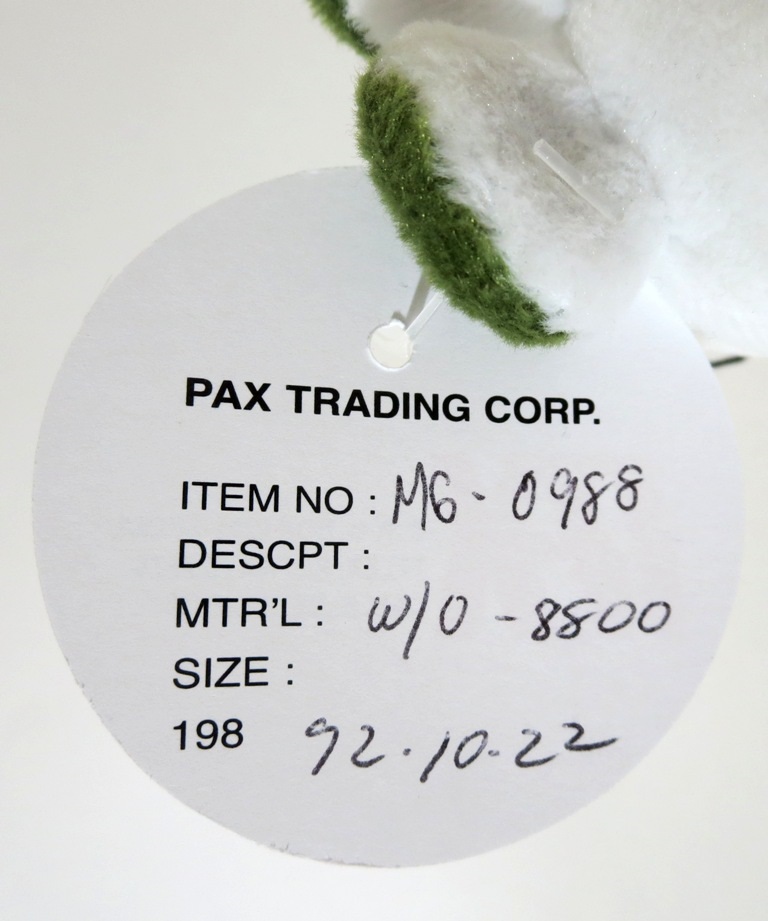 PAX TRADING CORP.
ITEM NO : MG- 0988
DESCPT :
MTR'L : W/O -8800
SIZE :
198 92.10.22